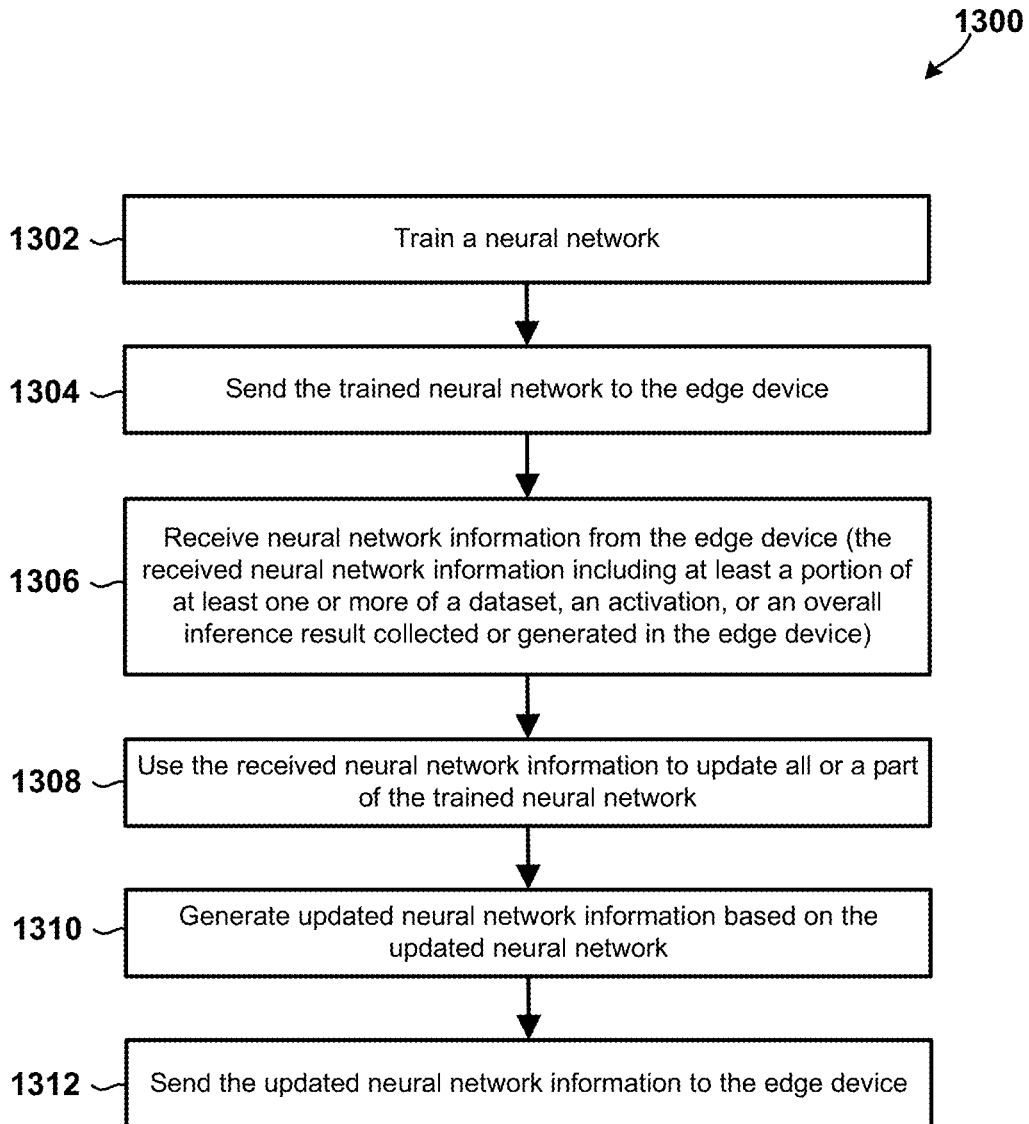 1300
1302
Train a neural network
1304
Send the trained neural network to the edge device
1306
Receive neural network information from the edge device (the
received neural network information including at least a portion of
at least one or more of a dataset, an activation, or an overall
inference result collected or generated in the edge device)
1308
Use the received neural network information to update all or a part
of the trained neural network
1310
Generate updated neural network information based on the
updated neural network
1312
Send the updated neural network information to the edge device